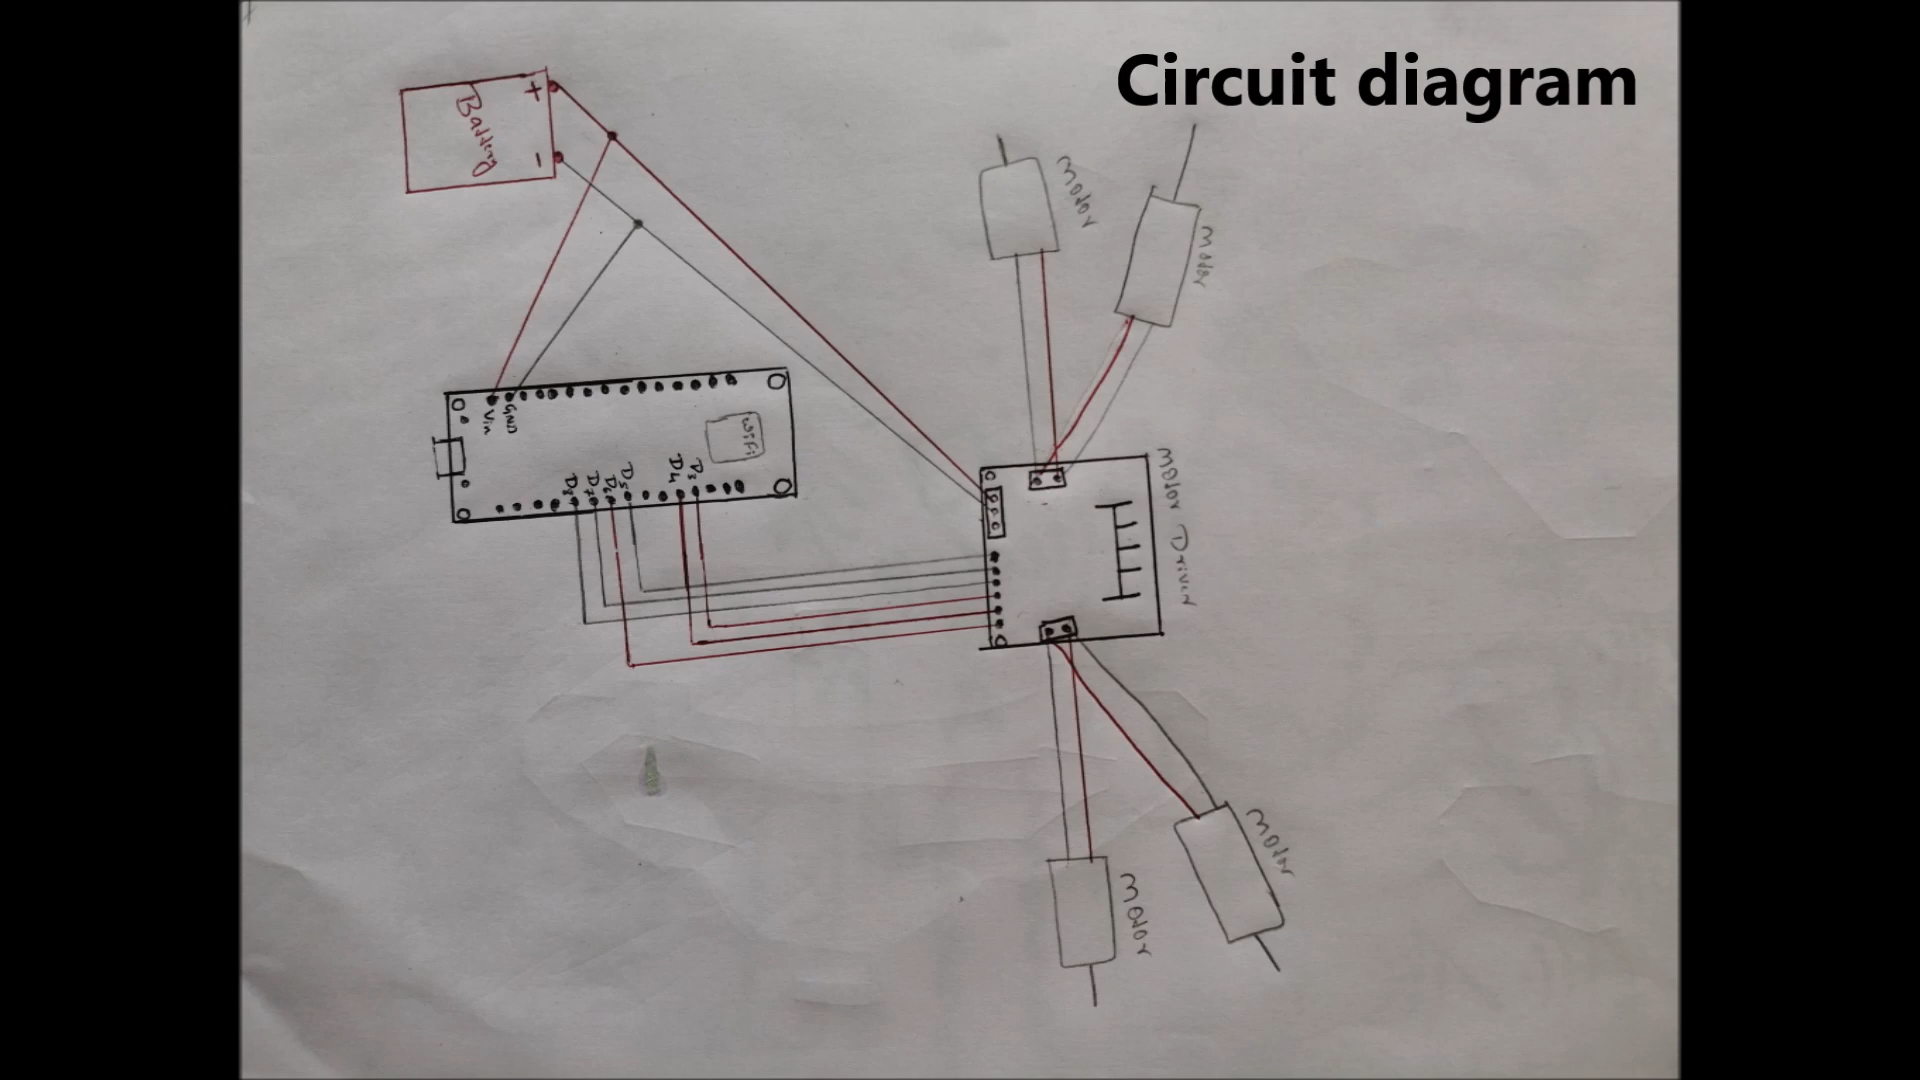 Circuit diagram
Battery
+
-
Motor
Motor
Vin
GND
wifi
D8
D7
D6
D5
D4
D3
Motor Driver
Motor
Motor